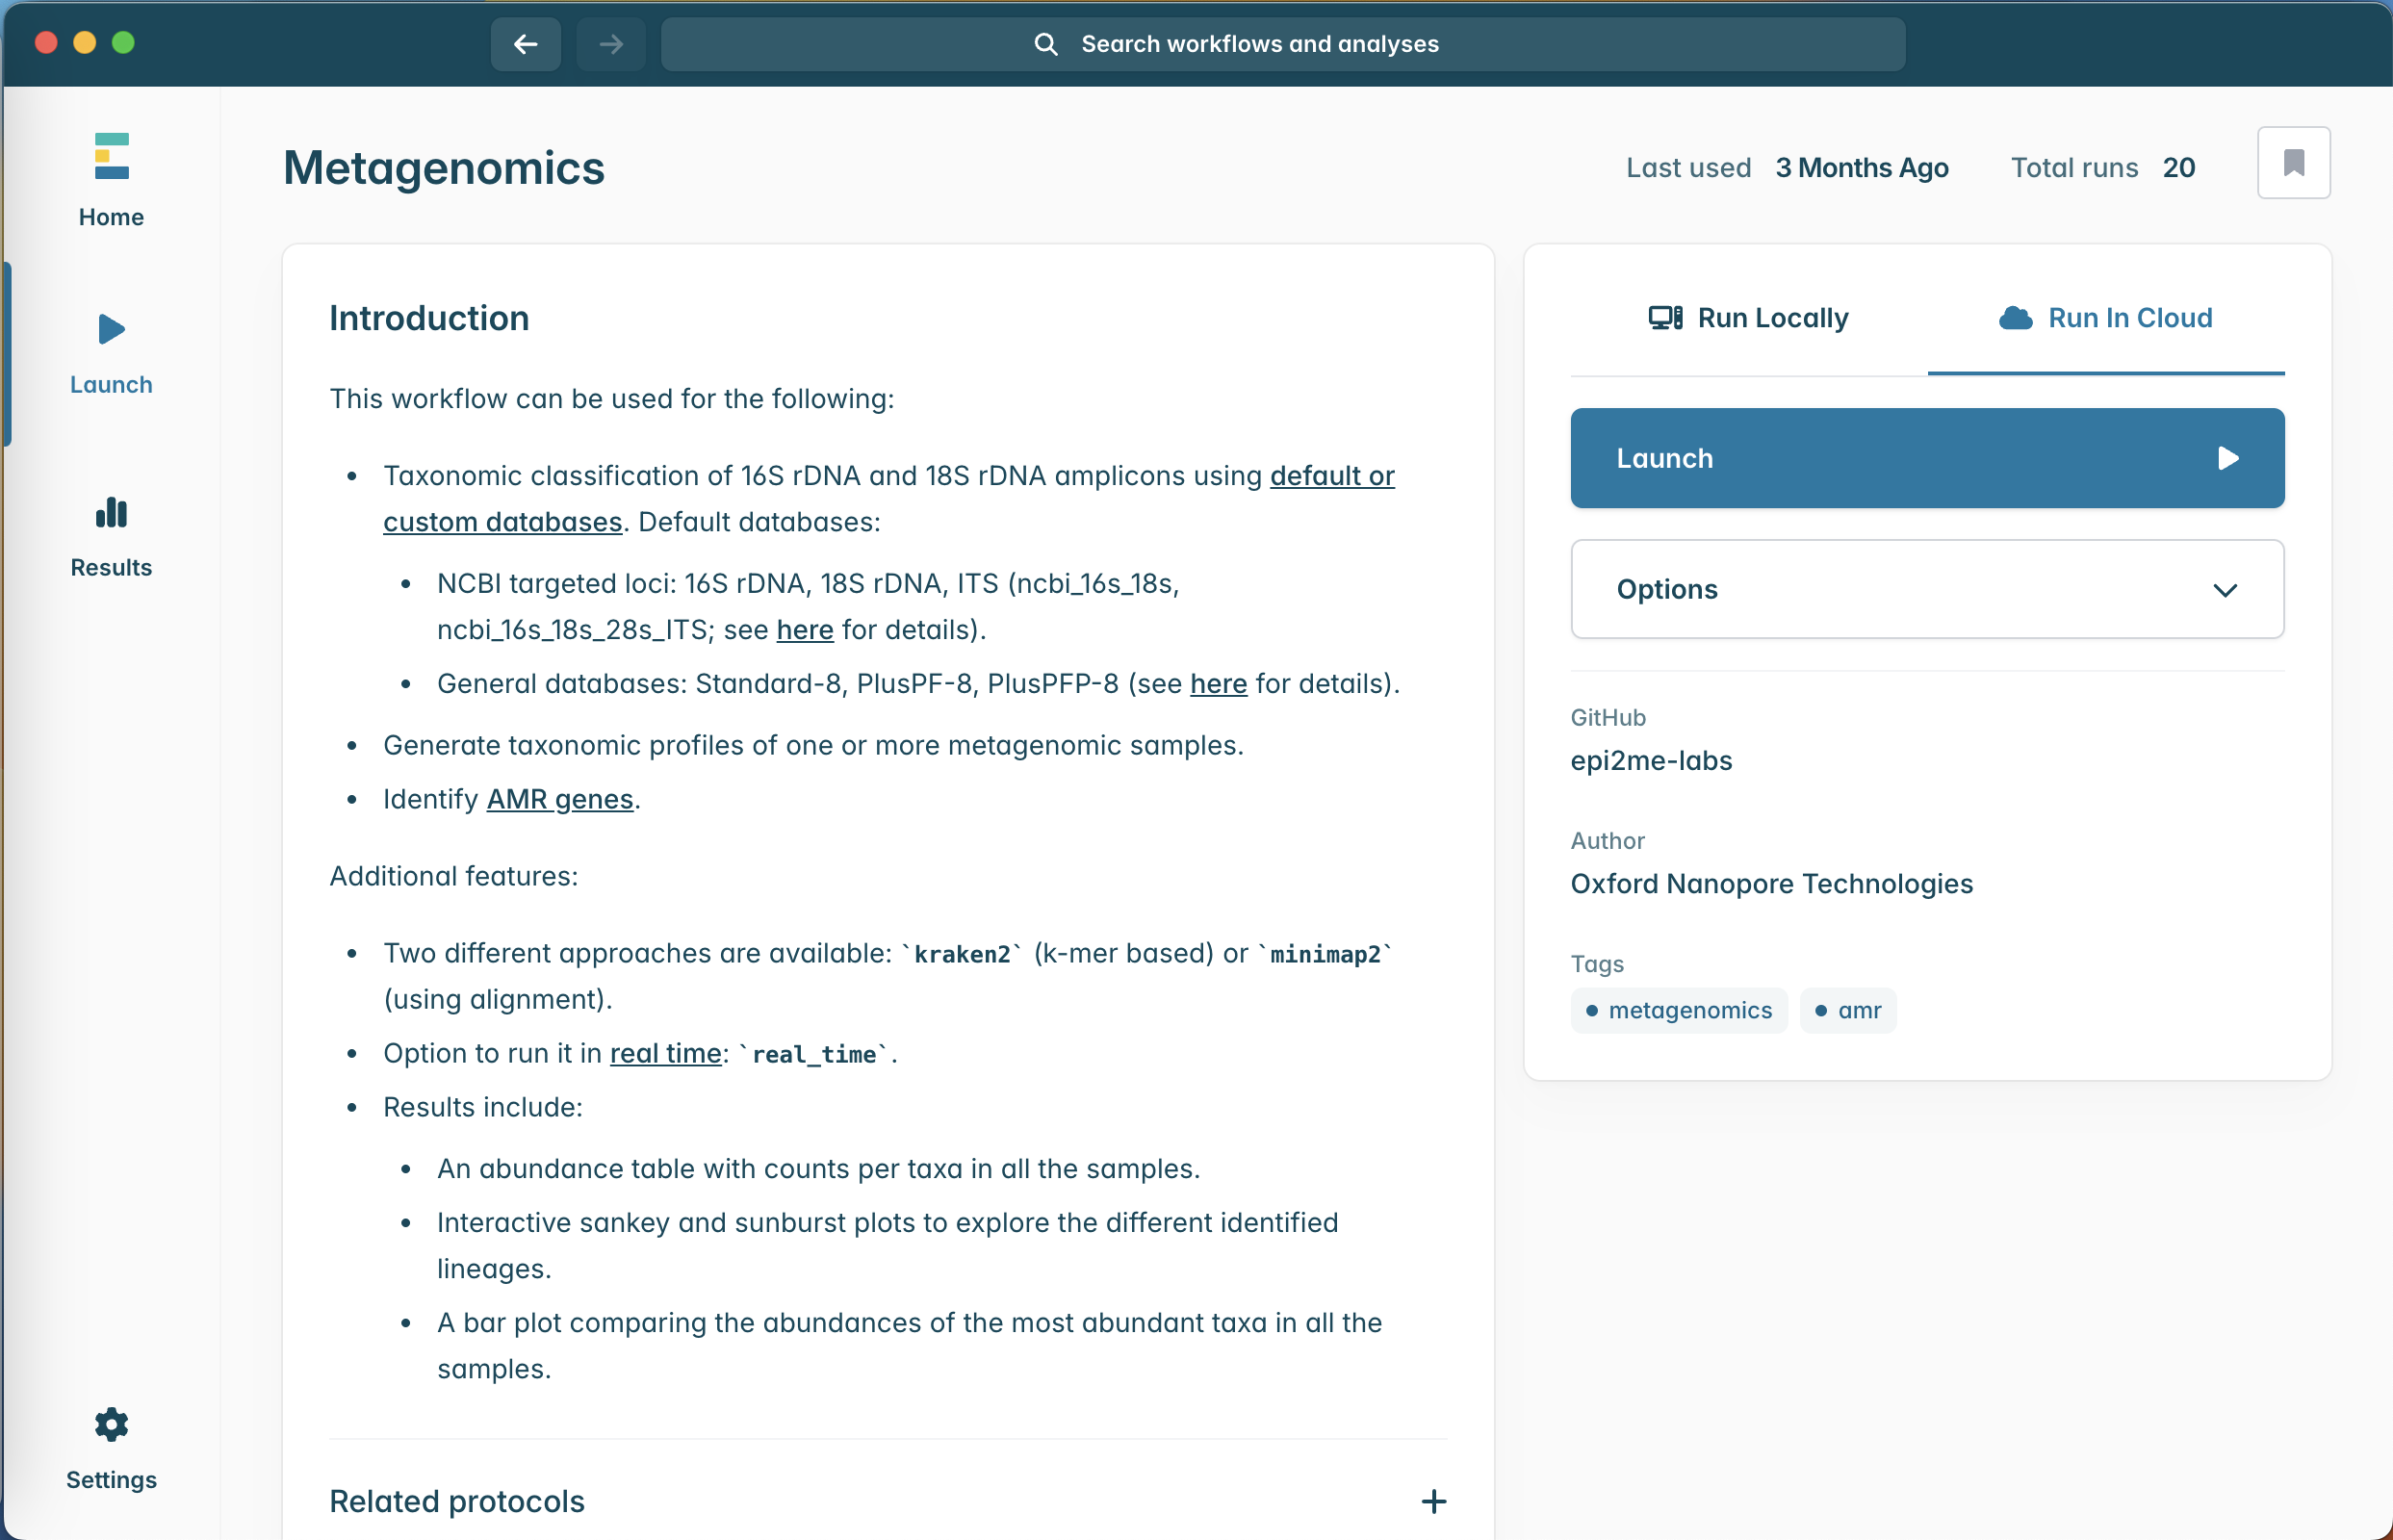 Search workflows and analyses
Home
Launch
Results
Settings
Metagenomics
Last used 3 Months Ago Total runs 20
Introduction
This workflow can be used for the following:
• Taxonomic classification of 16S rDNA and 18S rDNA amplicons using default or
custom databases. Default databases:
• NCBI targeted loci: 16S rDNA, 18S rDNA, ITS (ncbi_16s_18s,
ncbi_16s_18s_28s_ITS; see here for details).
• General databases: Standard-8, PlusPF-8, PlusPFP-8 (see here for details).
• Generate taxonomic profiles of one or more metagenomic samples.
• Identify AMR genes.
Additional features:
• Two different approaches are available: `kraken2` (k-mer based) or `minimap2`
(using alignment).
• Option to run it in real time: `real_time`.
• Results include:
• An abundance table with counts per taxa in all the samples.
• Interactive sankey and sunburst plots to explore the different identified
lineages.
• A bar plot comparing the abundances of the most abundant taxa in all the
samples.
Related protocols
Run Locally
Run In Cloud
Launch
Options
GitHub
epi2me-labs
Author
Oxford Nanopore Technologies
Tags
• metagenomics • amr